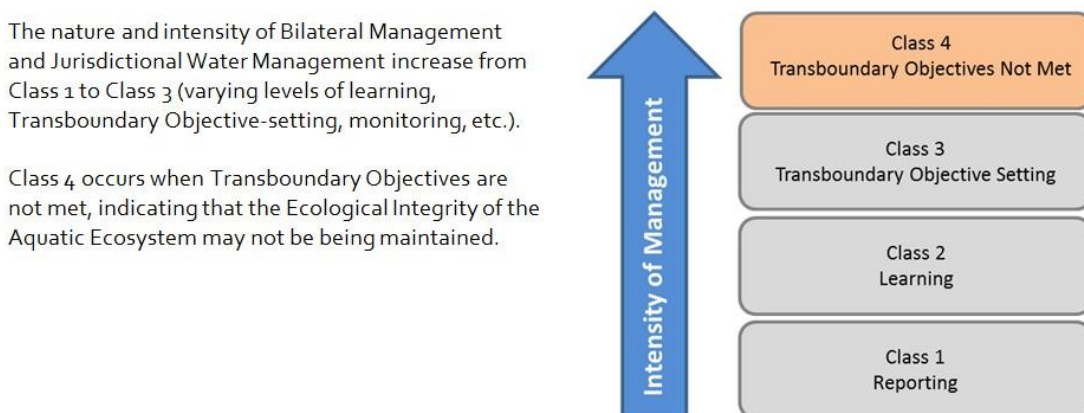 The nature and intensity of Bilateral Management
and Jurisdictional Water Management increase from
Class 1 to Class 3 (varying levels of learning,
Transboundary Objective-setting, monitoring, etc.).
Class 4 occurs when Transboundary Objectives are
not met, indicating that the Ecological Integrity of the
Aquatic Ecosystem may not be being maintained.
Intensity of Management
Class 4
Transboundary Objectives Not Met
Class 3
Transboundary Objective Setting
Class 2
Learning
Class 1
Reporting